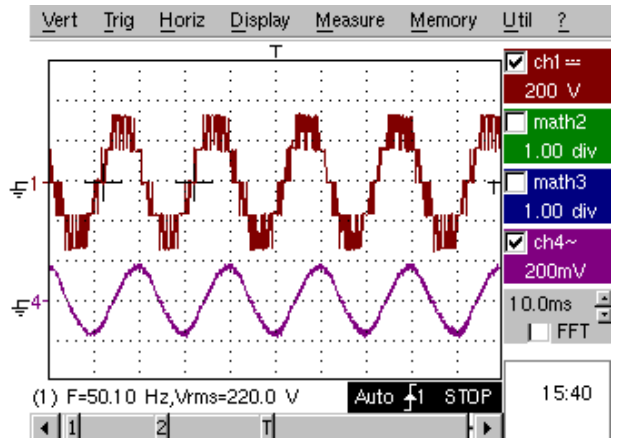 Vert Trig Horiz Display Measure Memory Util ?
T
ch1
200 V
math2
1.00 div
math3
1.00 div
ch4~
200mV
10.0ms
FFT
1
4
(1) F=50.10 Hz,Vrms=220.0 V
Auto 1 STOP
15:40
1 2 T